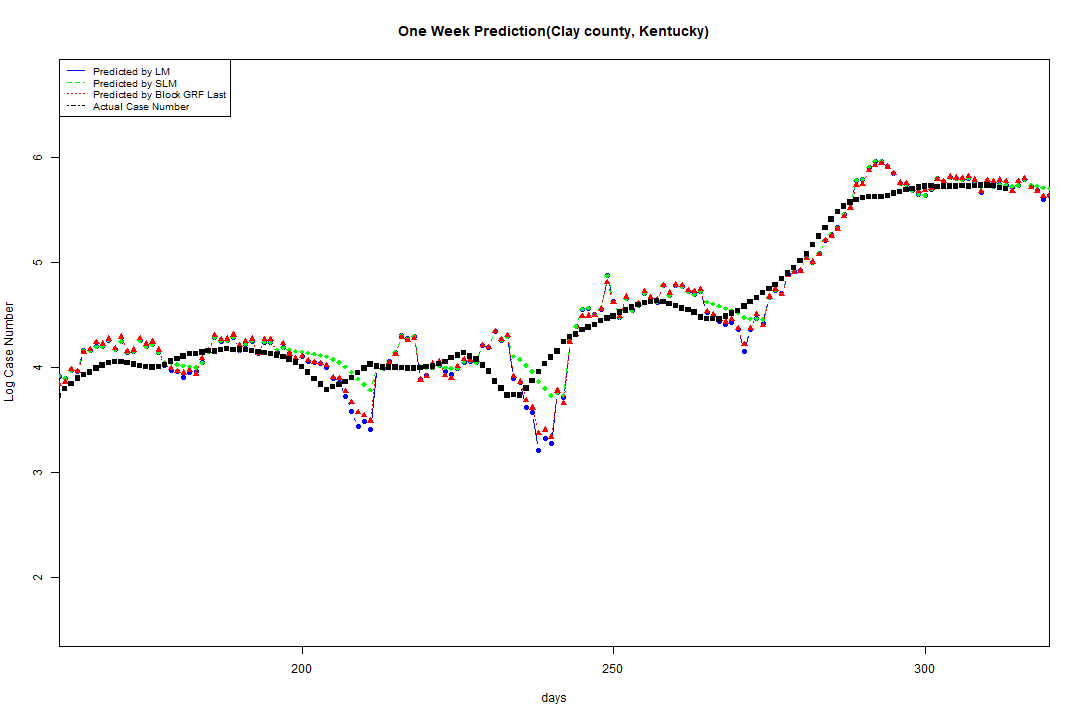 One Week Prediction(Clay county, Kentucky)
Predicted by LM
Predicted by SLM
Predicted by Block GRF Last
Actual Case Number
6
5
4
3
2
Log Case Number
200
250
300
days